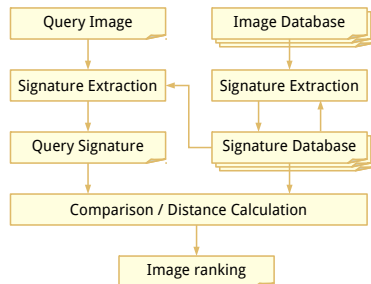 Query Image
Image Database
Signature Extraction
Signature Extraction
Query Signature
Signature Database
Comparison / Distance Calculation
Image ranking